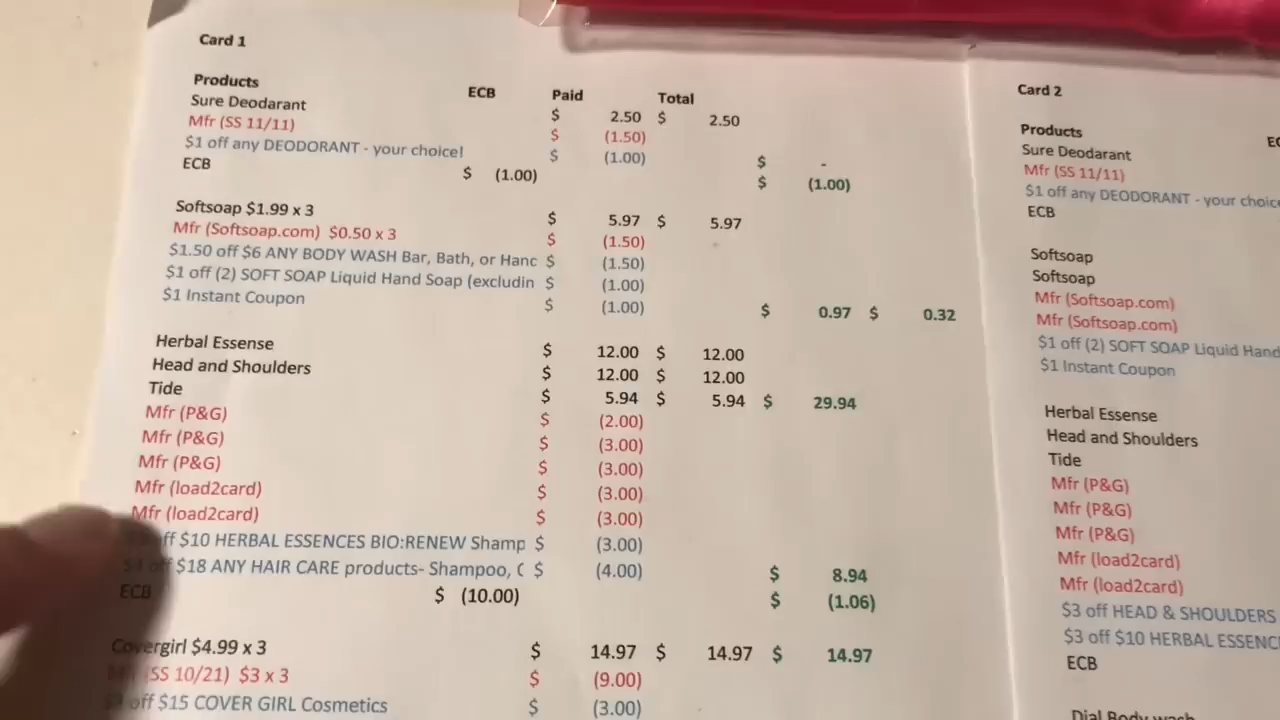 Card 1
Products ECB Paid Total
Sure Deodarant $ 2.50 $ 2.50
Mfr (SS 11/11) $ (1.50)
$1 off any DEODORANT - your choice! $ (1.00) $ -
ECB $ (1.00) $ (1.00)
Softsoap $1.99 x 3 $ 5.97 $ 5.97
Mfr (Softsoap.com) $0.50 x 3 $ (1.50)
$1.50 off $6 ANY BODY WASH Bar, Bath, or Hanc $ (1.50)
$1 off (2) SOFT SOAP Liquid Hand Soap (excludin $ (1.00)
$1 Instant Coupon $ (1.00) $ 0.97 $ 0.32
Herbal Essense $ 12.00 $ 12.00
Head and Shoulders $ 12.00 $ 12.00
Tide $ 5.94 $ 5.94 $ 29.94
Mfr (P&G) $ (2.00)
Mfr (P&G) $ (3.00)
Mfr (P&G) $ (3.00)
Mfr (load2card) $ (3.00)
Mfr (load2card) $ (3.00)
off $10 HERBAL ESSENCES BIO:RENEW Shamp $ (3.00)
off $18 ANY HAIR CARE products- Shampoo, C $ (4.00) $ 8.94
ECB $ (10.00) $ (1.06)
Covergirl $4.99 x 3 $ 14.97 $ 14.97 $ 14.97
(SS 10/21) $3 x 3 $ (9.00)
off $15 COVER GIRL Cosmetics $ (3.00)
Card 2
Products EC
Sure Deodarant
Mfr (SS 11/11)
$1 off any DEODORANT - your choice
ECB
Softsoap
Softsoap
Mfr (Softsoap.com)
Mfr (Softsoap.com)
$1 off (2) SOFT SOAP Liquid Hand
$1 Instant Coupon
Herbal Essense
Head and Shoulders
Tide
Mfr (P&G)
Mfr (P&G)
Mfr (P&G)
Mfr (load2card)
Mfr (load2card)
$3 off HEAD & SHOULDERS
$3 off $10 HERBAL ESSENC
ECB
Dial Body wash